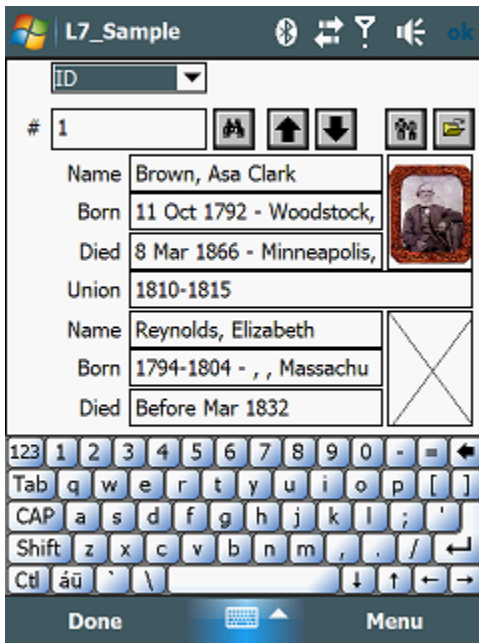 L7_Sample ok
ID
# 1
Name Brown, Asa Clark
Born 11 Oct 1792 - Woodstock,
Died 8 Mar 1866 - Minneapolis,
Union 1810-1815
Name Reynolds, Elizabeth
Born 1794-1804 - , , Massachu
Died Before Mar 1832
123 1 2 3 4 5 6 7 8 9 0 - =
Tab q w e r t y u i o p [ ]
CAP a s d f g h j k l ; '
Shift z x c v b n m , . /
Ctl áü ` \
Done Menu